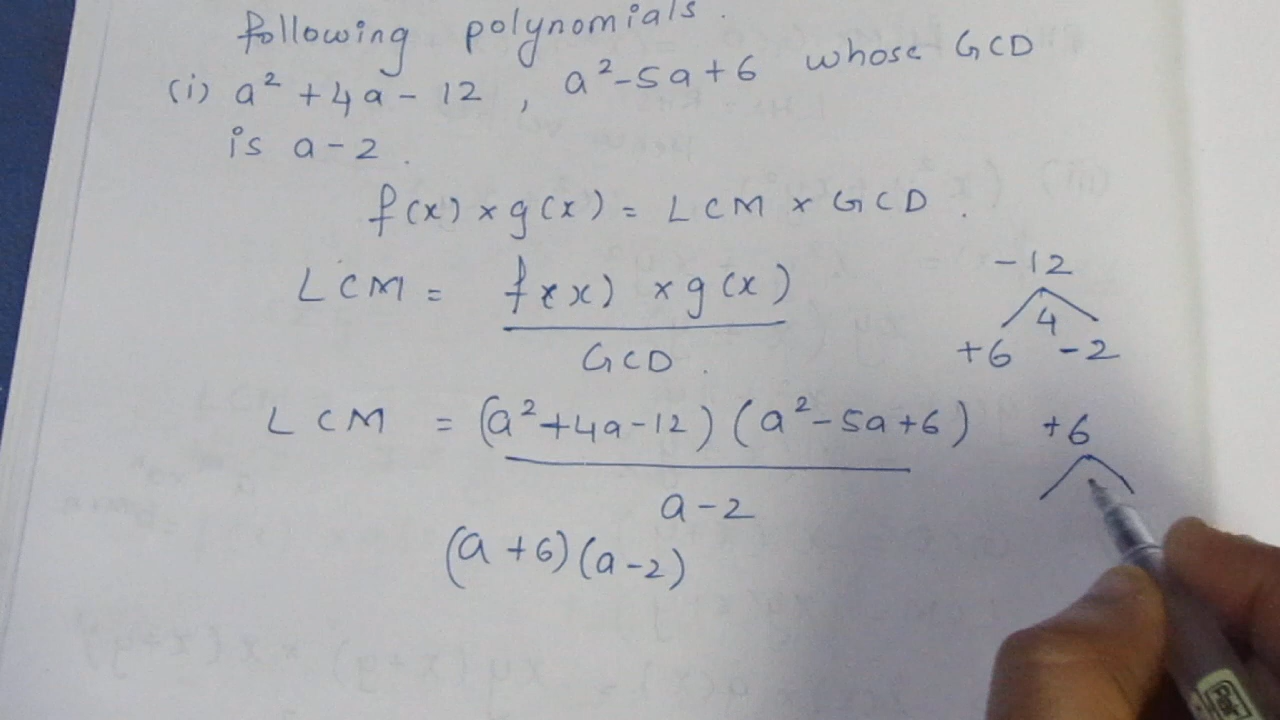 following polynomials.
(i) a² + 4a - 12 , a² - 5a + 6 whose GCD
is a - 2 .
f(x) × g(x) = LCM × GCD .
LCM = f(x) × g(x)
GCD .
LCM = (a² + 4a - 12) (a² - 5a + 6)
a - 2
(a + 6) (a - 2)
- 12
4
+6 -2
+6